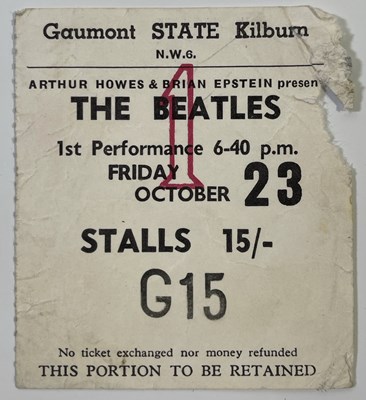 Gaumont STATE Kilburn
N.W.6.
ARTHUR HOWES & BRIAN EPSTEIN presen
THE BEATLES
1
1st Performance 6-40 p.m.
FRIDAY
OCTOBER 23
STALLS 15/-
G15
No ticket exchanged nor money refunded
THIS PORTION TO BE RETAINED